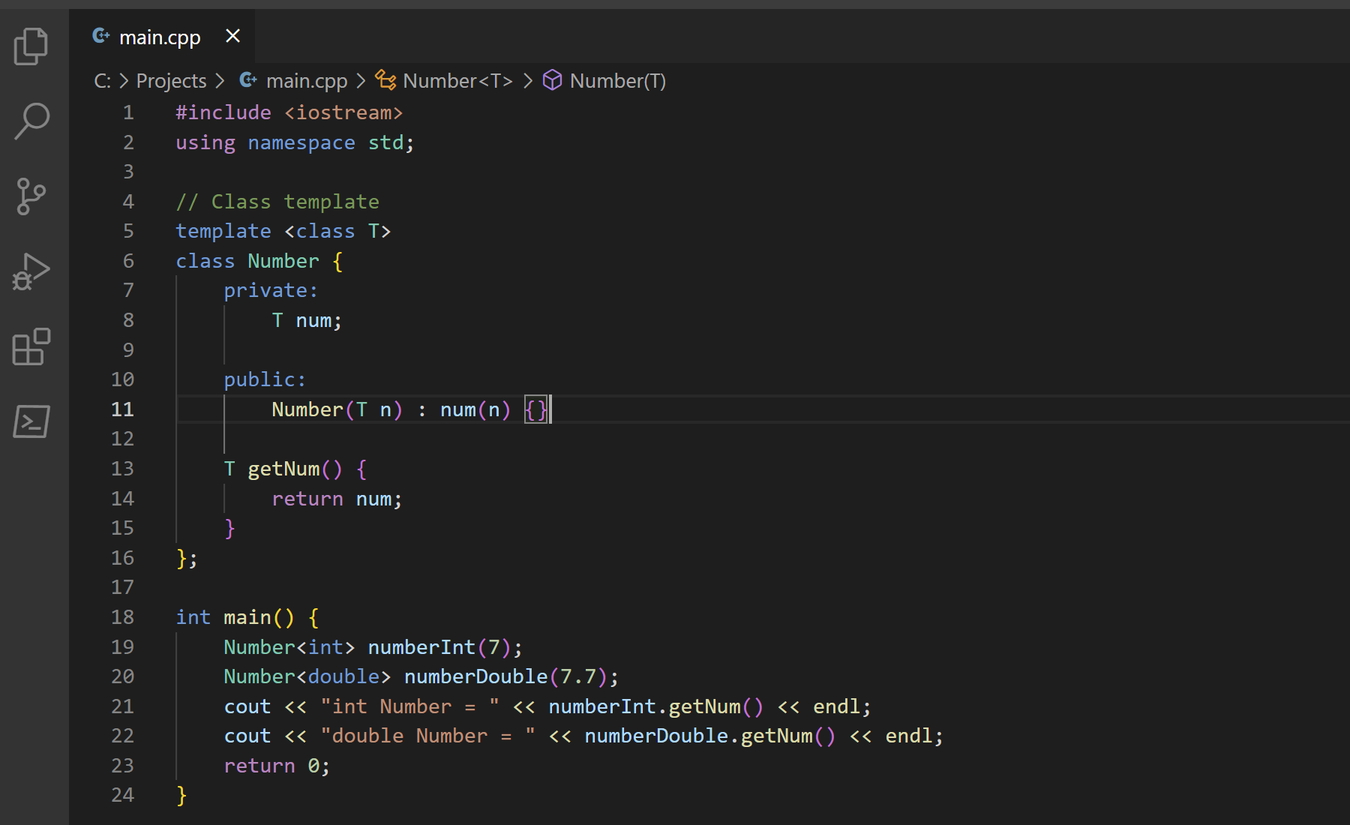 main.cpp ×
C: > Projects > main.cpp > Number<T> > Number(T)
1 #include <iostream>
2 using namespace std;
3
4 // Class template
5 template <class T>
6 class Number {
7     private:
8         T num;
9
10     public:
11         Number(T n) : num(n) {}
12
13     T getNum() {
14         return num;
15     }
16 };
17
18 int main() {
19     Number<int> numberInt(7);
20     Number<double> numberDouble(7.7);
21     cout << "int Number = " << numberInt.getNum() << endl;
22     cout << "double Number = " << numberDouble.getNum() << endl;
23     return 0;
24 }